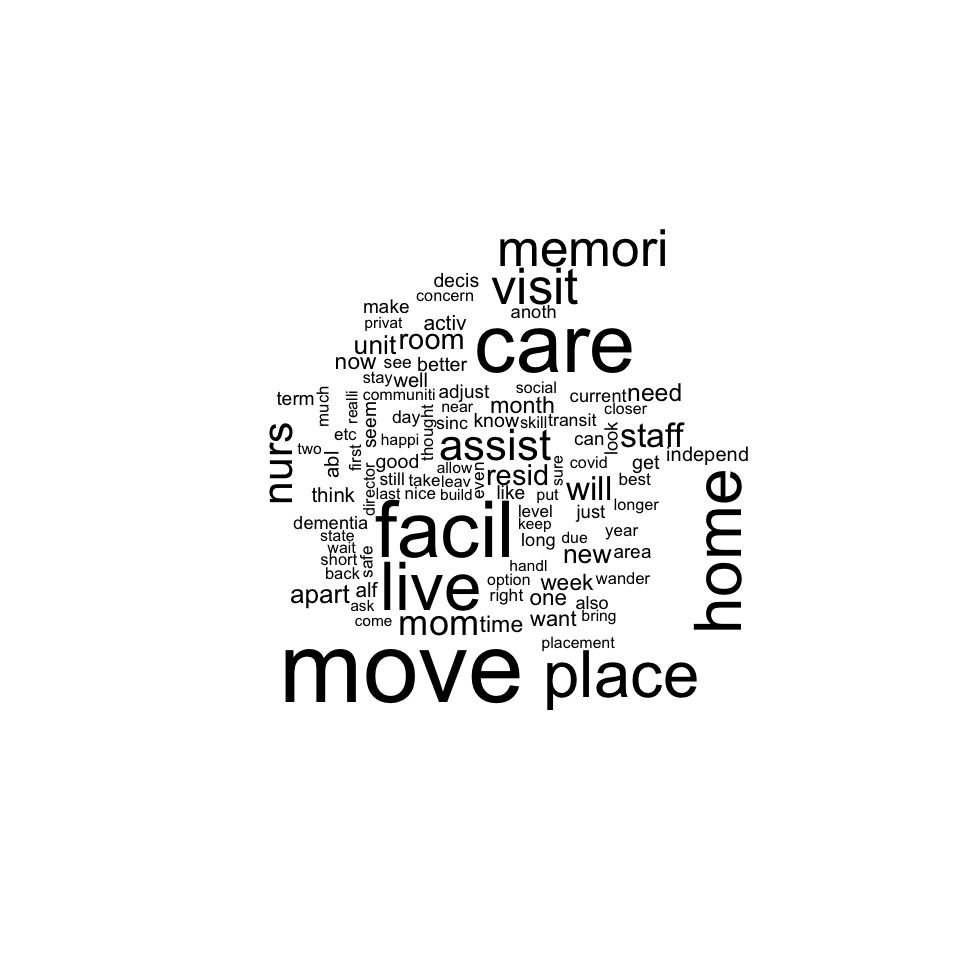 memori
decis
visit
concern
make
anoth
privat
activ
care
unit
room
now
see
better
stay
well
social
need
term
much
realli
communiti
adjust
current
seem
day
thought
near
month
closer
sinc
know
skill
transit
nurs
two
etc
happi
assist
can
look
staff
independ
abl
first
good
allow
even
resid
sure
covid
get
director
still
take
leav
will
best
think
last
nice
build
like
put
home
dementia
facil
level
just
longer
state
keep
wait
long
due
year
short
safe
new
area
back
handl
apart
alf
live
option
week
wander
ask
right
one
also
come
mom
time
want
bring
move
placement
place